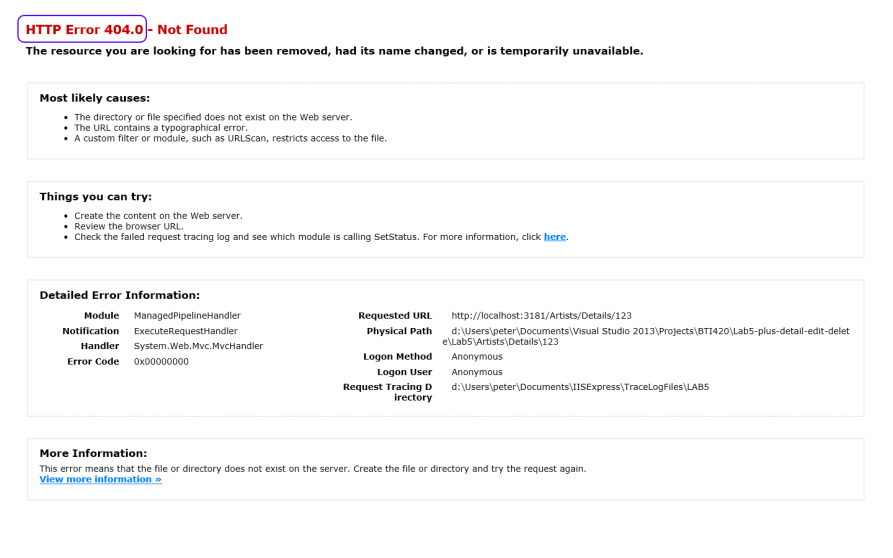 HTTP Error 404.0 - Not Found
The resource you are looking for has been removed, had its name changed, or is temporarily unavailable.
Most likely causes:
• The directory or file specified does not exist on the Web server.
• The URL contains a typographical error.
• A custom filter or module, such as URLScan, restricts access to the file.
Things you can try:
• Create the content on the Web server.
• Review the browser URL.
• Check the failed request tracing log and see which module is calling SetStatus. For more information, click here.
Detailed Error Information:
Module ManagedPipelineHandler
Notification ExecuteRequestHandler
Handler System.Web.Mvc.MvcHandler
Error Code 0x00000000
Requested URL http://localhost:3181/Artists/Details/123
Physical Path d:\Users\peter\Documents\Visual Studio 2013\Projects\BTI420\Lab5-plus-detail-edit-delet
e\Lab5\Artists\Details\123
Logon Method Anonymous
Logon User Anonymous
Request Tracing D d:\Users\peter\Documents\IISExpress\TraceLogFiles\LAB5
irectory
More Information:
This error means that the file or directory does not exist on the server. Create the file or directory and try the request again.
View more information »